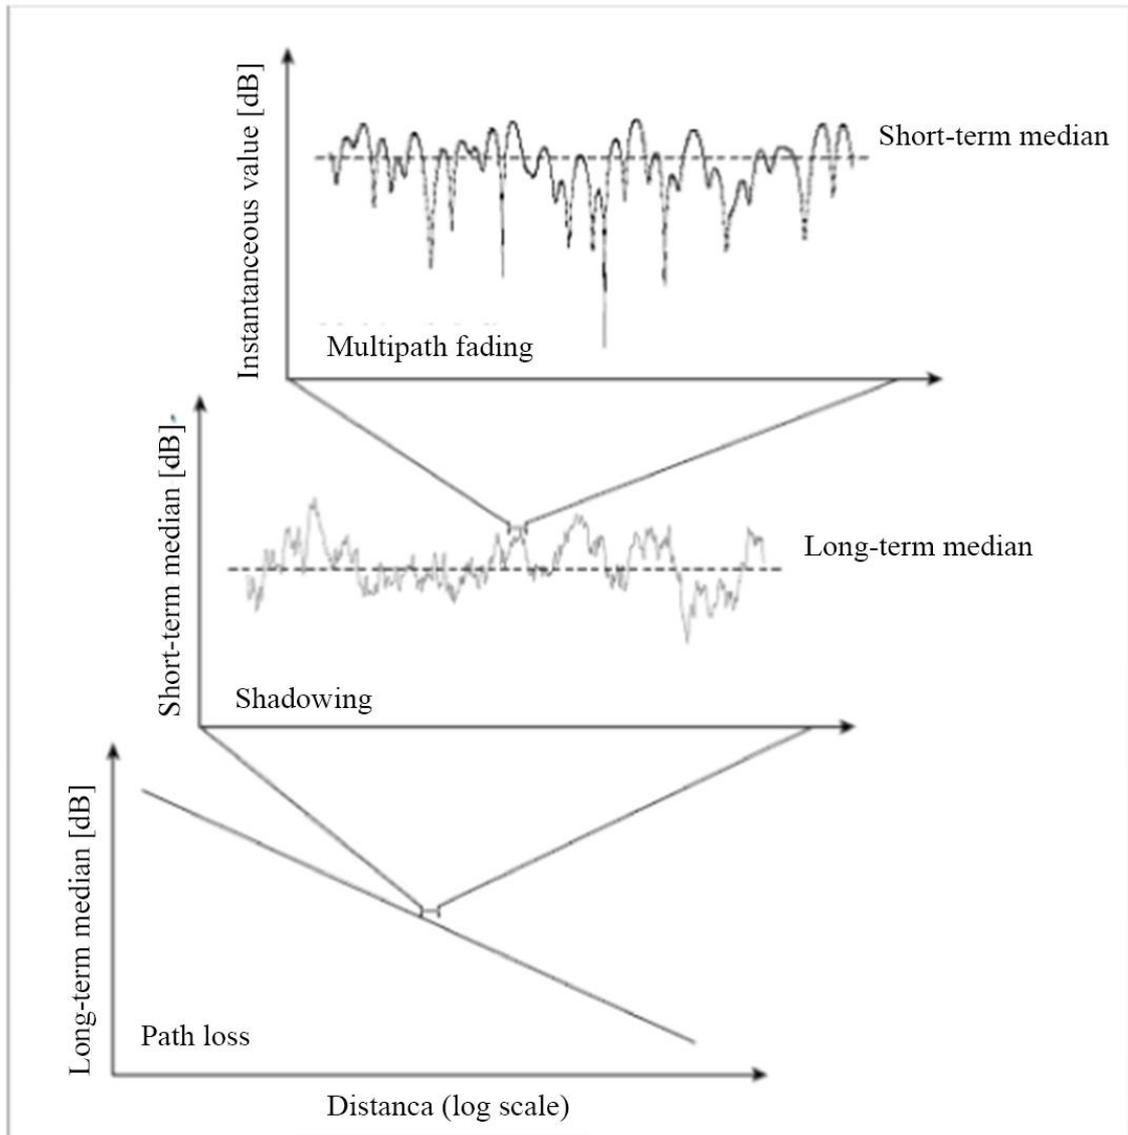 Instantaneous value [dB]
Short-term median
Multipath fading
Short-term median [dB]
Long-term median
Shadowing
Long-term median [dB]
Path loss
Distanca (log scale)